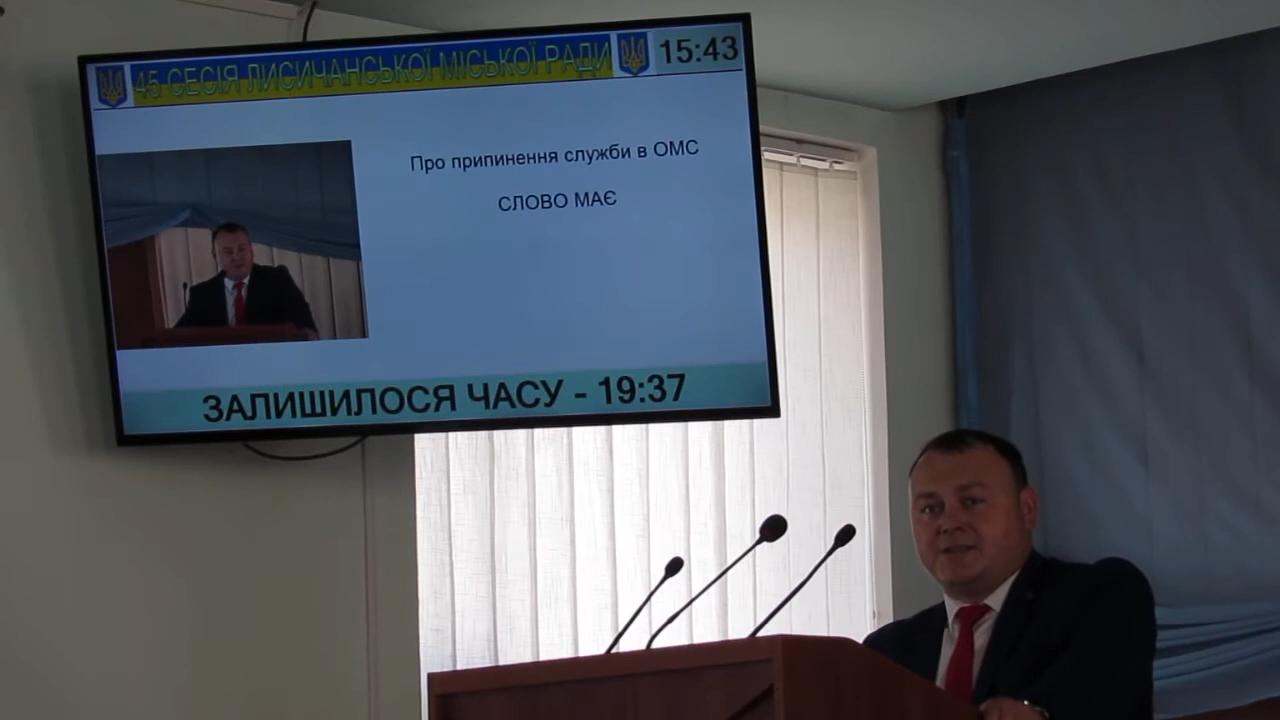 45 СЕСІЯ ЛИСИЧАНСЬКОЇ МІСЬКОЇ РАДИ 15:43
Про припинення служби в ОМС
СЛОВО МАЄ
ЗАЛИШИЛОСЯ ЧАСУ - 19:37